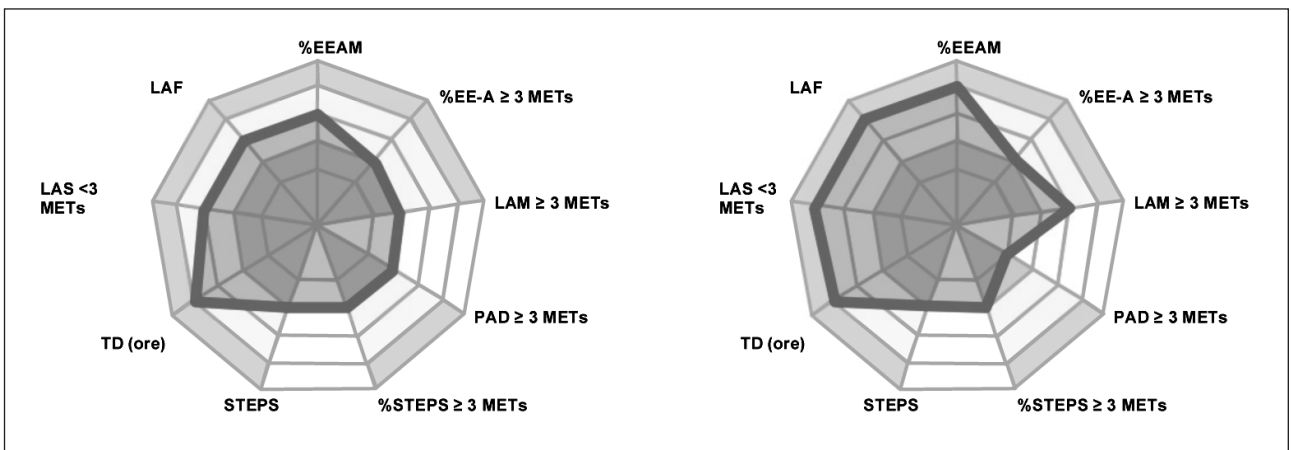 %EEAM
%EE-A ≥ 3 METs
LAM ≥ 3 METs
PAD ≥ 3 METs
%STEPS ≥ 3 METs
STEPS
TD (ore)
LAS <3
METs
LAF
%EEAM
%EE-A ≥ 3 METs
LAM ≥ 3 METs
PAD ≥ 3 METs
%STEPS ≥ 3 METs
STEPS
TD (ore)
LAS <3
METs
LAF